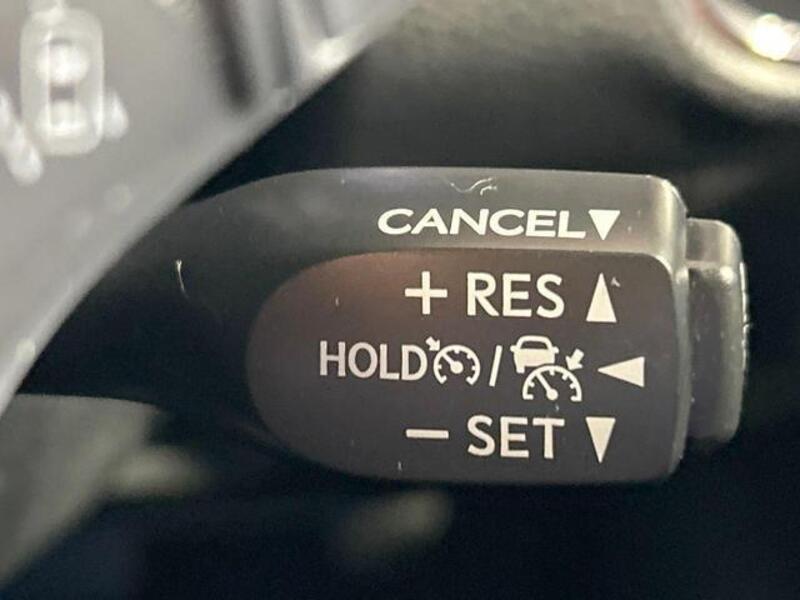 CANCEL▼
+ RES ▲
HOLD / ◀
− SET ▼